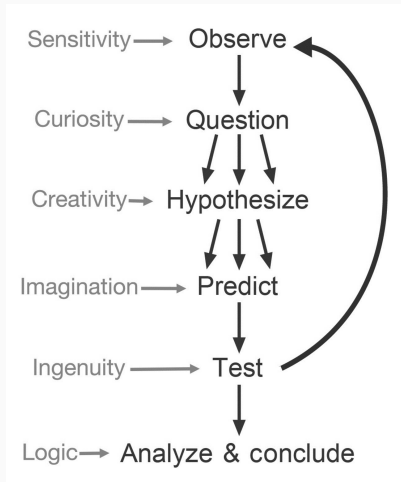 Sensitivity Observe
Curiosity Question
Creativity Hypothesize
Imagination Predict
Ingenuity Test
Logic Analyze & conclude